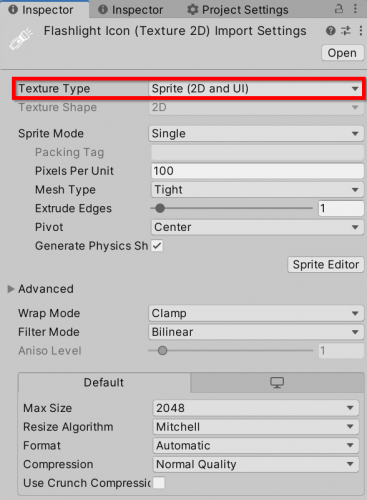 Inspector Inspector Project Settings
Flashlight Icon (Texture 2D) Import Settings
Open
Texture Type Sprite (2D and UI)
Texture Shape 2D
Sprite Mode Single
Packing Tag
Pixels Per Unit 100
Mesh Type Tight
Extrude Edges 1
Pivot Center
Generate Physics Sh
Sprite Editor
Advanced
Wrap Mode Clamp
Filter Mode Bilinear
Aniso Level 1
Default
Max Size 2048
Resize Algorithm Mitchell
Format Automatic
Compression Normal Quality
Use Crunch Compressio